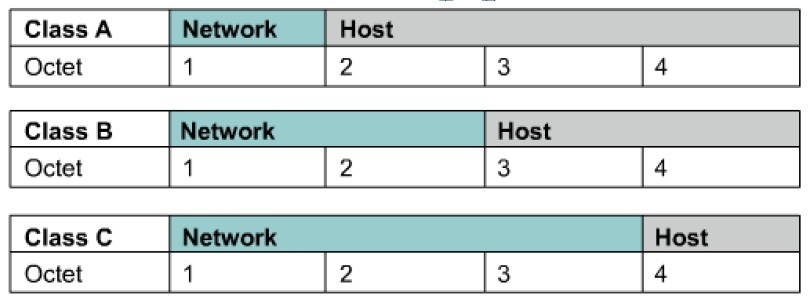 Class A Network Host
Octet 1 2 3 4
Class B Network Host
Octet 1 2 3 4
Class C Network Host
Octet 1 2 3 4